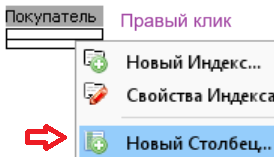 Покупатель Правый клик
Новый Индекс...
Свойства Индекса
Новый Столбец...